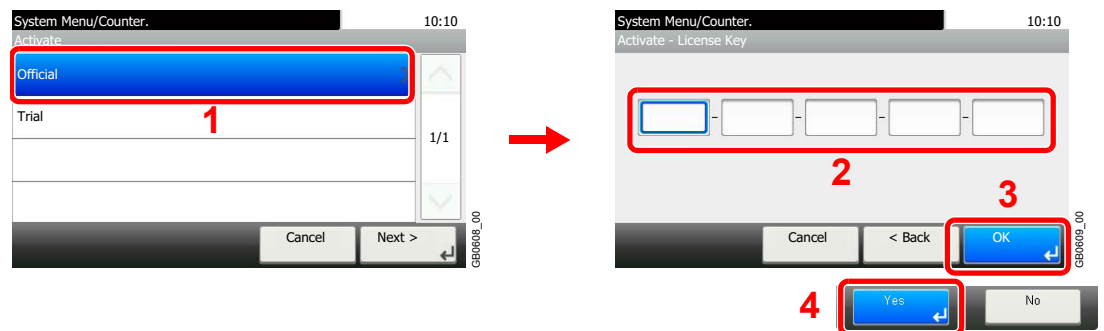 System Menu/Counter. 10:10
Activate
Official
1
Trial
1/1
Cancel Next >
GB0608_00
System Menu/Counter. 10:10
Activate - License Key
- - - -
2
3
Cancel < Back OK
GB0609_00
4 Yes No